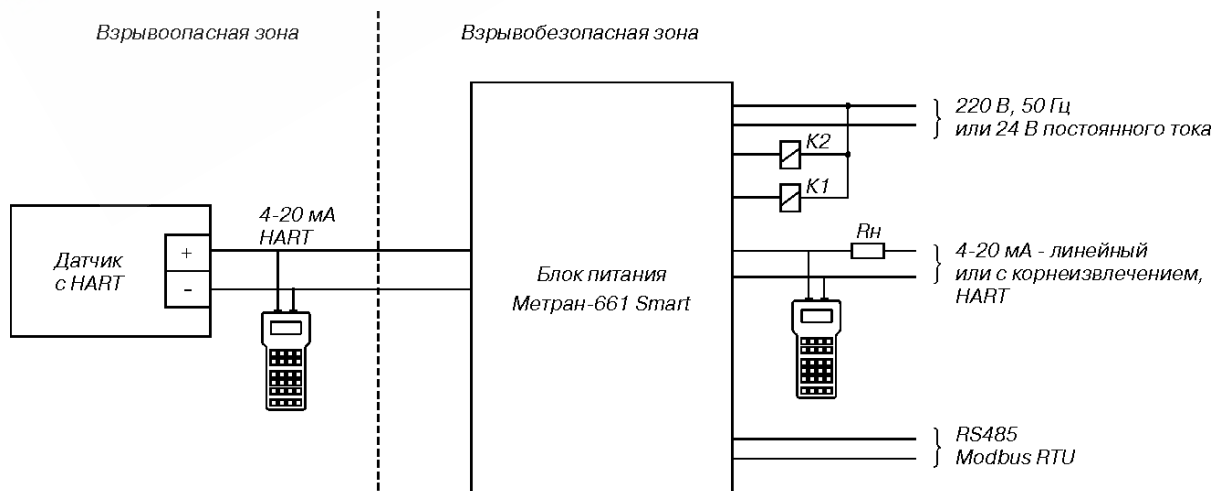 Взрывоопасная зона
Взрывобезопасная зона
220 В, 50 Гц
или 24 В постоянного тока
K2
K1
4-20 мА
HART
Rн
4-20 мА - линейный
или с корнеизвлечением,
HART
Датчик
с HART
+
-
Блок питания
Метран-661 Smart
RS485
Modbus RTU